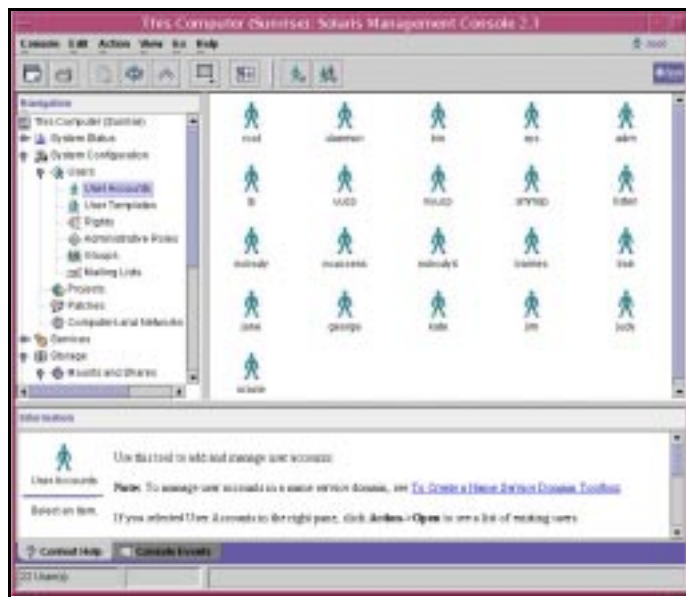 This Computer (Sunrise): Solaris Management Console 2.1
Console Edit Action View Go Help
root
Navigation
This Computer (Sunrise)
System Status
System Configuration
Users
User Accounts
User Templates
Rights
Administrative Roles
Groups
Mailing Lists
Projects
Patches
Computers and Networks
Services
Storage
Mounts and Shares
root daemon bin sys adm
lp uucp nuucp smmsp listen
nobody noaccess nobody4
jane george kate jim judy
Information
User Accounts
Select an item.
Use this tool to add and manage user accounts.
Note: To manage user accounts in a name service domain, see To Create a Name Service Domain Toolbox
If you selected User Accounts in the right pane, click Action->Open to see a list of existing users
Context Help
Console Events